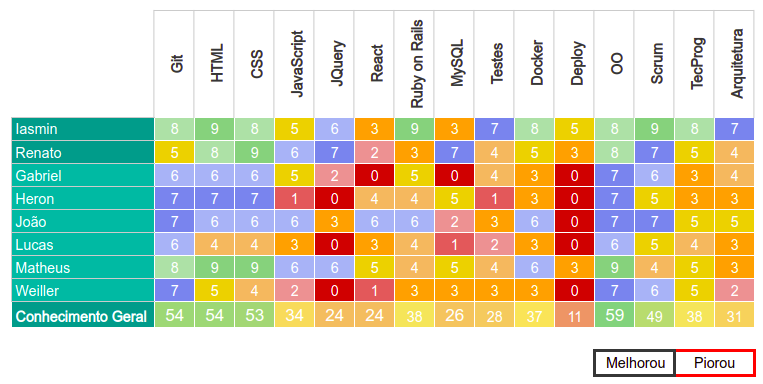 Git HTML CSS JavaScript JQuery React Ruby on Rails MySQL Testes Docker Deploy OO Scrum TecProg Arquitetura
Iasmin 8 9 8 5 6 3 9 3 7 8 5 8 9 8 7
Renato 5 8 9 6 7 2 3 7 4 5 3 8 7 5 4
Gabriel 6 6 6 5 2 0 5 0 4 3 0 7 6 3 4
Heron 7 7 7 1 0 4 4 5 1 3 0 7 5 3 3
João 7 6 6 6 3 6 6 2 3 6 0 7 7 5 5
Lucas 6 4 4 3 0 3 4 1 2 3 0 6 5 4 3
Matheus 8 9 9 6 6 5 4 5 4 6 3 9 4 5 3
Weiller 7 5 4 2 0 1 3 3 3 3 0 7 6 5 2
Conhecimento Geral 54 54 53 34 24 24 38 26 28 37 11 59 49 38 31
Melhorou Piorou